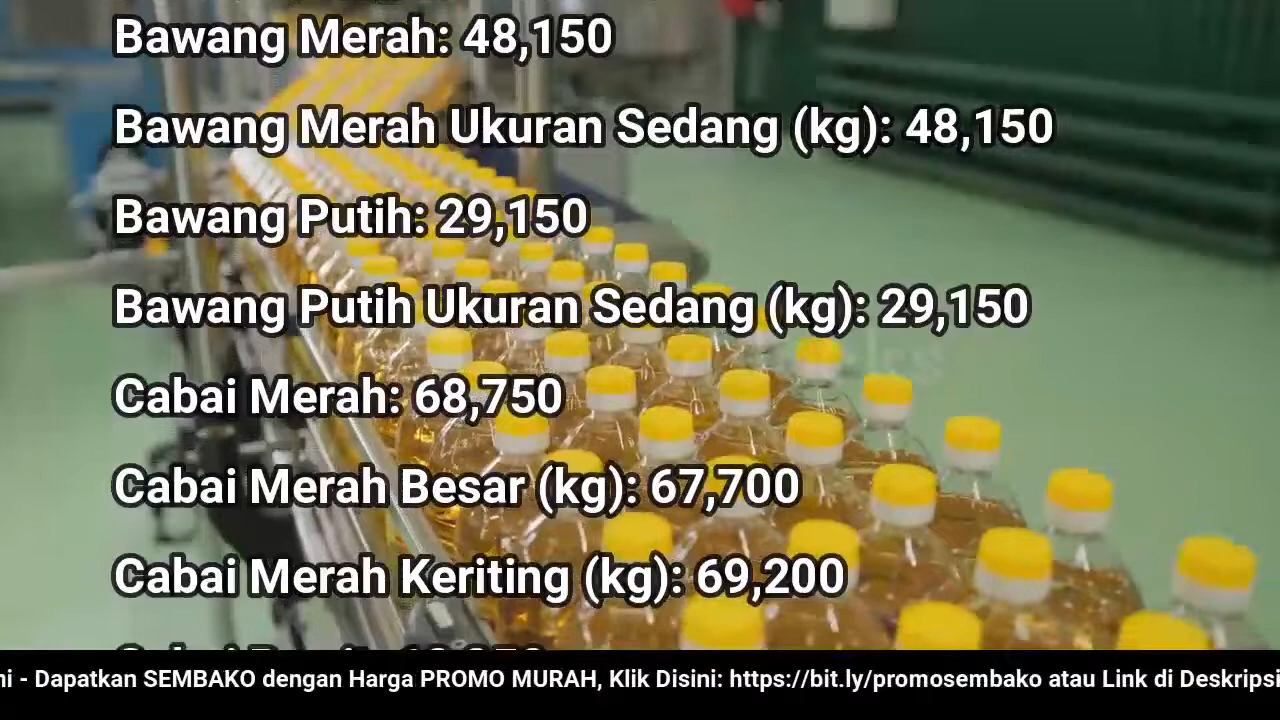 Bawang Merah: 48,150
Bawang Merah Ukuran Sedang (kg): 48,150
Bawang Putih: 29,150
Bawang Putih Ukuran Sedang (kg): 29,150
Cabai Merah: 68,750
Cabai Merah Besar (kg): 67,700
Cabai Merah Keriting (kg): 69,200
ni - Dapatkan SEMBAKO dengan Harga PROMO MURAH, Klik Disini: https://bit.ly/promosembako atau Link di Deskripsi